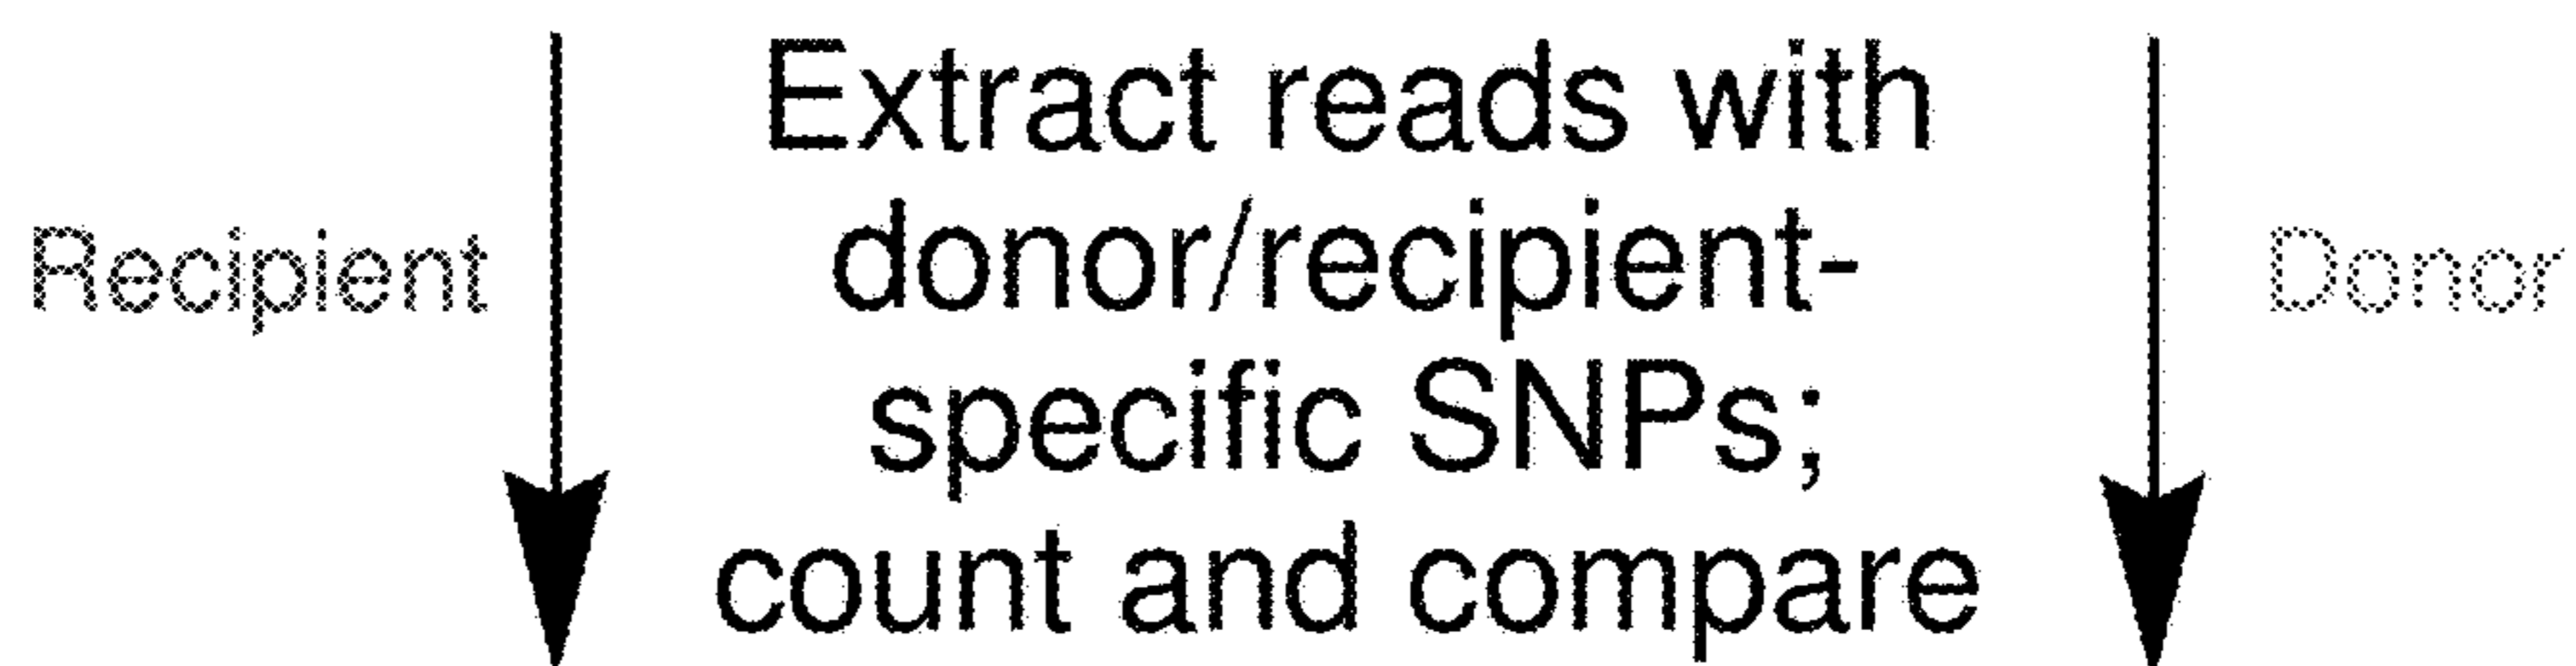 Extract reads with
donor/recipient-
specific SNPs;
count and compare
Recipient
Donor